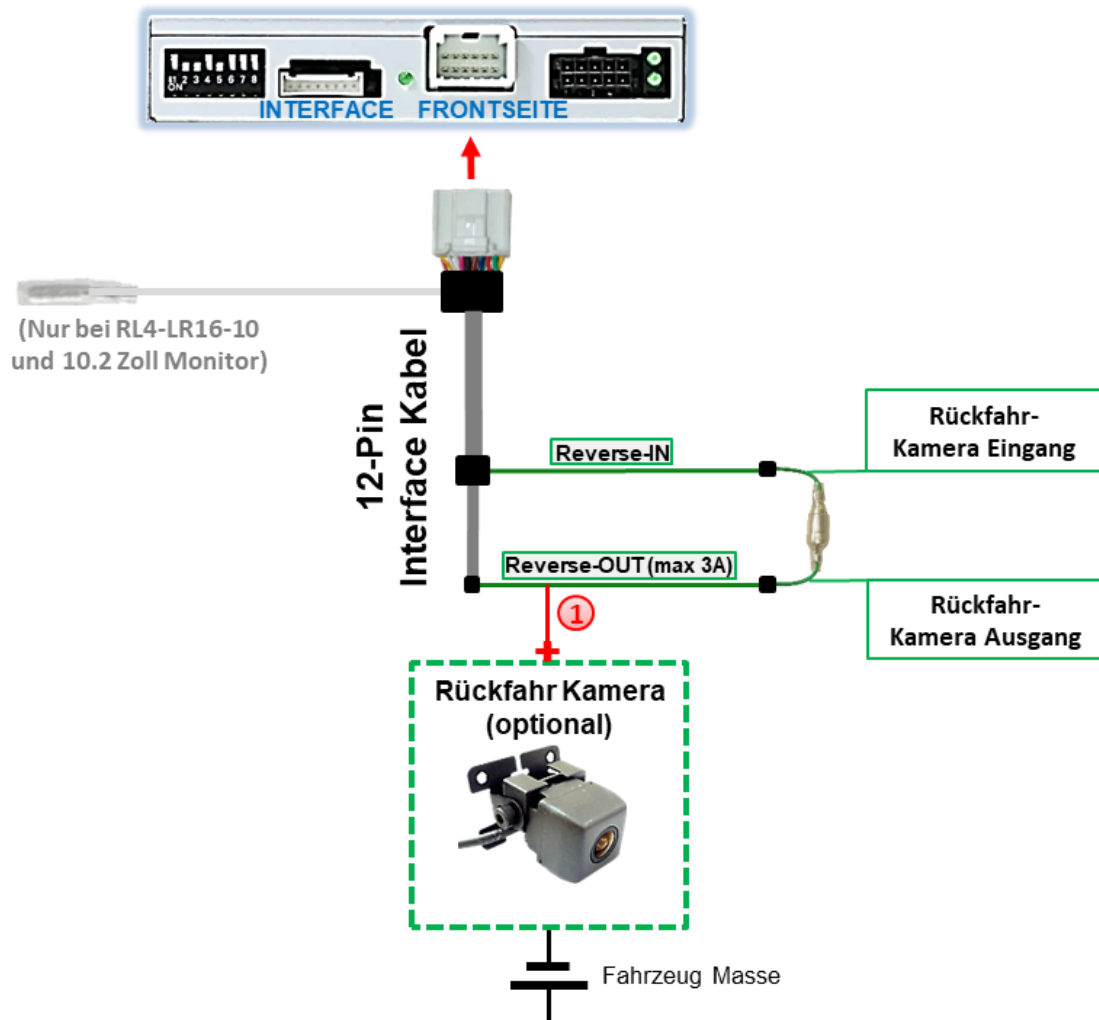 1 2 3 4 5 6 7 8
ON
INTERFACE FRONTSEITE
(Nur bei RL4-LR16-10
und 10.2 Zoll Monitor)
12-Pin
Interface Kabel
Reverse-IN
Rückfahr-
Kamera Eingang
Reverse-OUT (max 3A)
Rückfahr-
Kamera Ausgang
1
+
Rückfahr Kamera
(optional)
Fahrzeug Masse